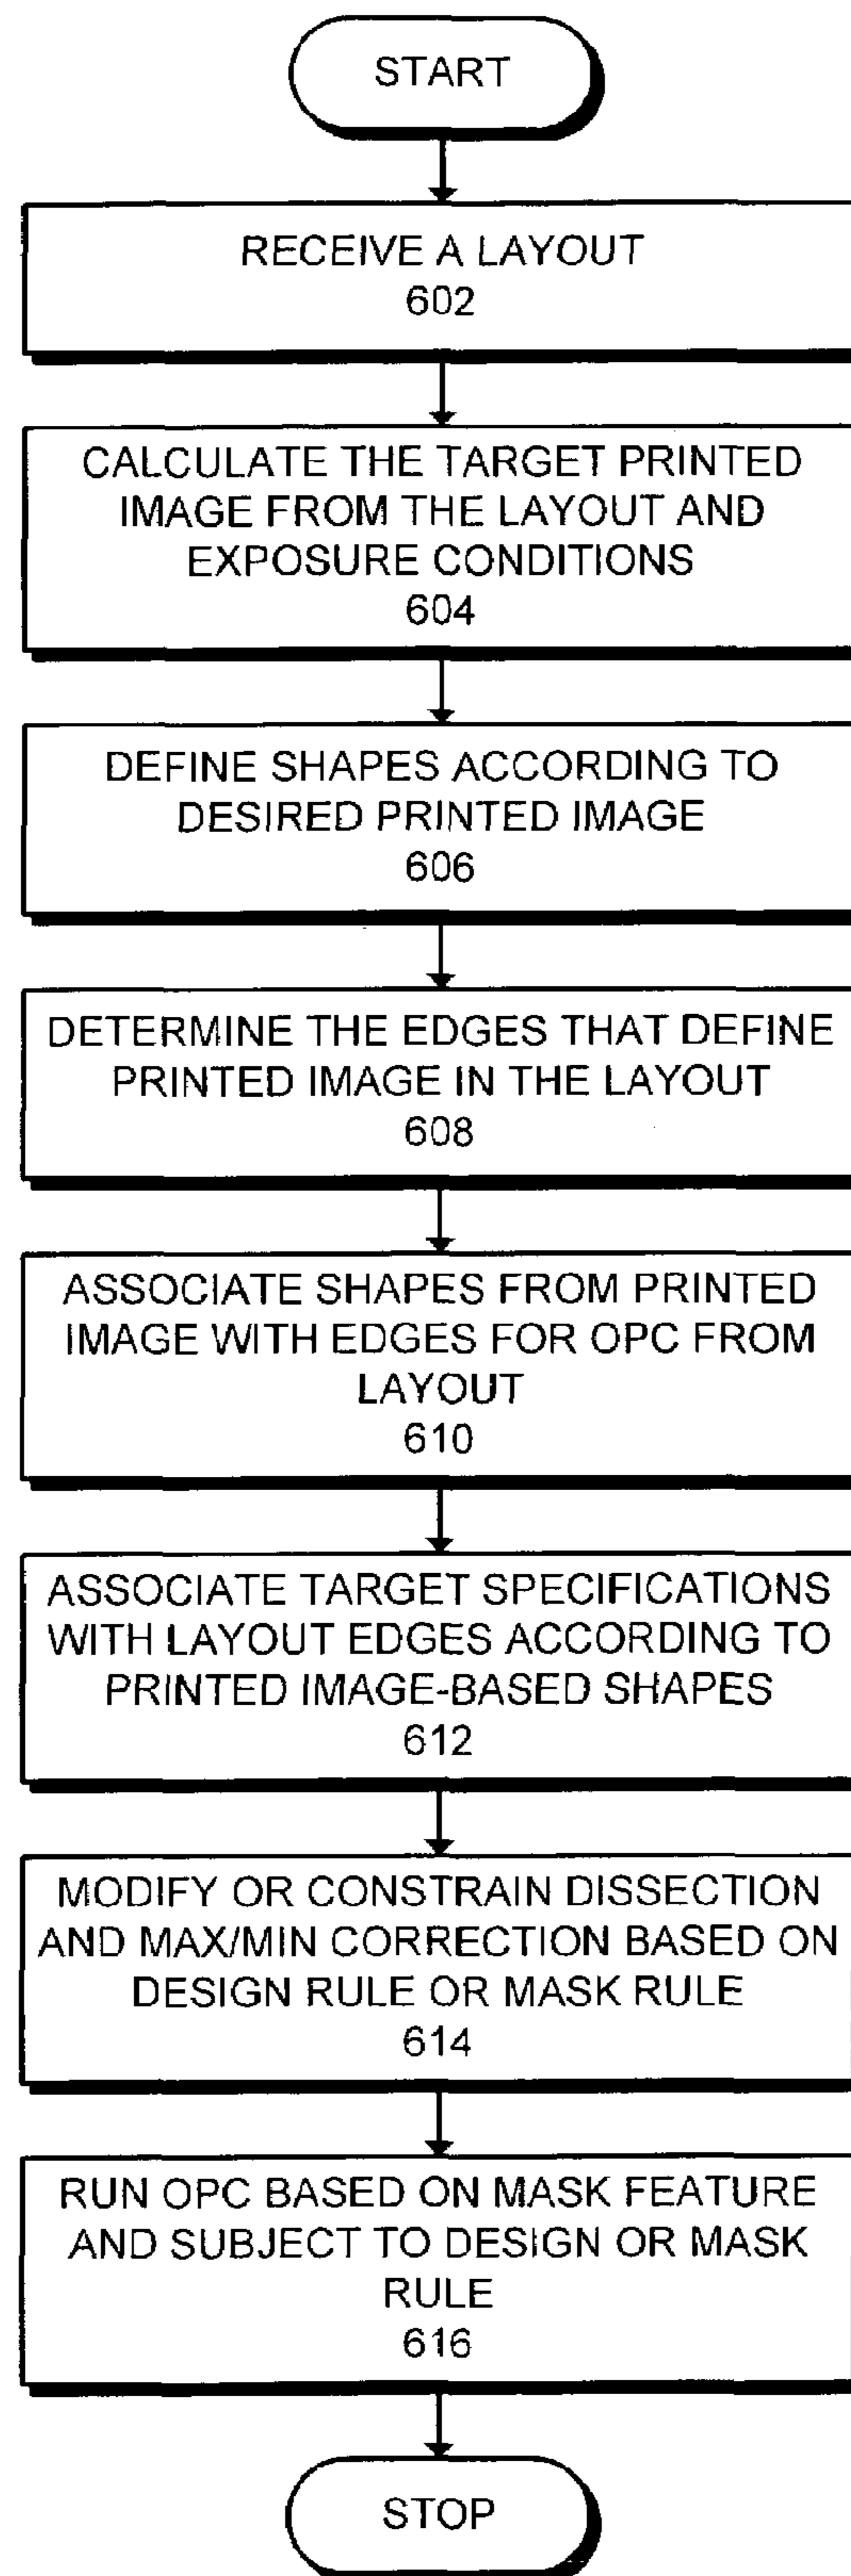 START
RECEIVE A LAYOUT
602
CALCULATE THE TARGET PRINTED
IMAGE FROM THE LAYOUT AND
EXPOSURE CONDITIONS
604
DEFINE SHAPES ACCORDING TO
DESIRED PRINTED IMAGE
606
DETERMINE THE EDGES THAT DEFINE
PRINTED IMAGE IN THE LAYOUT
608
ASSOCIATE SHAPES FROM PRINTED
IMAGE WITH EDGES FOR OPC FROM
LAYOUT
610
ASSOCIATE TARGET SPECIFICATIONS
WITH LAYOUT EDGES ACCORDING TO
PRINTED IMAGE-BASED SHAPES
612
MODIFY OR CONSTRAIN DISSECTION
AND MAX/MIN CORRECTION BASED ON
DESIGN RULE OR MASK RULE
614
RUN OPC BASED ON MASK FEATURE
AND SUBJECT TO DESIGN OR MASK
RULE
616
STOP